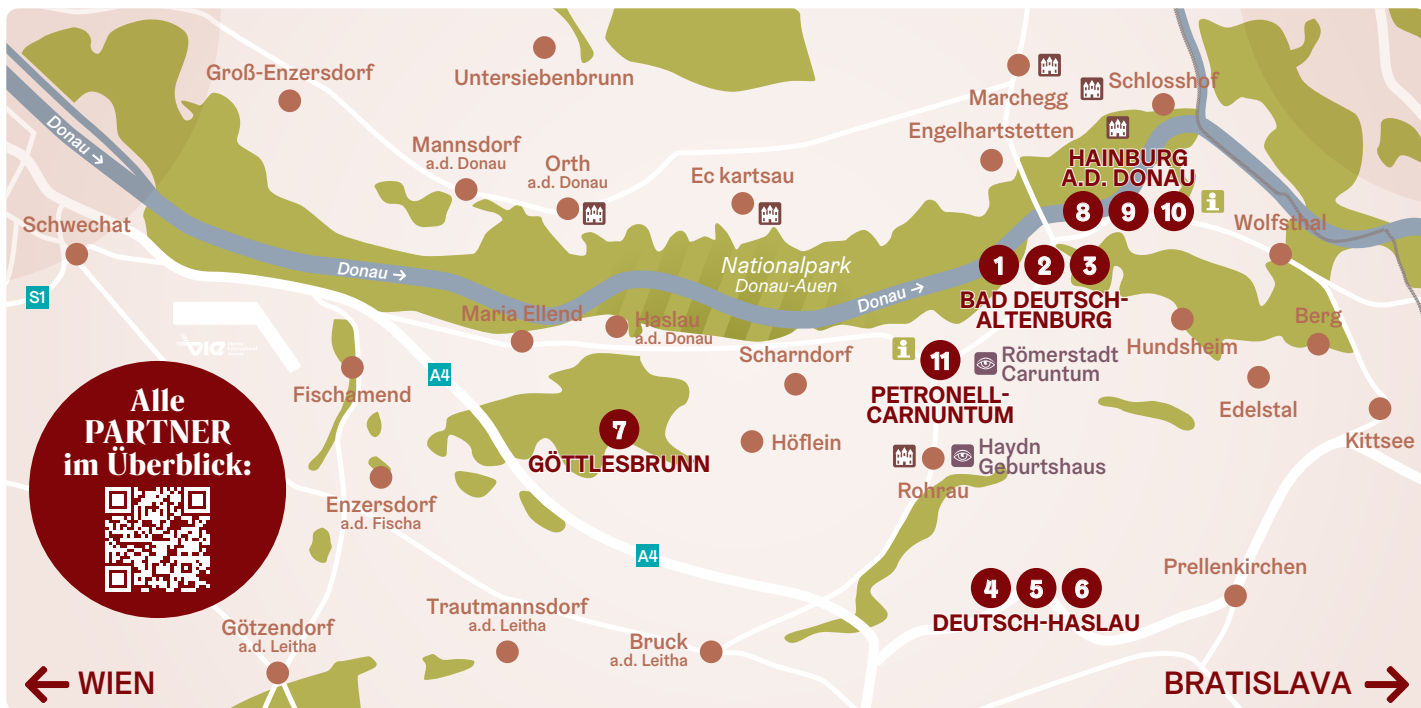 Groß-Enzersdorf
Untersiebenbrunn
Marchegg
Schlosshof
Donau →
Mannsdorf
a.d. Donau
Orth
a.d. Donau
Ec kartsau
Engelhartstetten
HAINBURG
A.D. DONAU
8 9 10
i
Wolfsthal
Schwechat
S1
Donau →
Nationalpark
Donau-Auen
Donau →
1 2 3
BAD DEUTSCH-
ALTENBURG
Maria Ellend
Haslau
a.d. Donau
Scharndorf
i
11
PETRONELL-
CARNUNTUM
Römerstadt
Caruntum
Hundsheim
Berg
Edelstal
Kittsee
VIE
Fischamend
A4
7
GÖTTLESBRUNN
Höflein
Haydn
Geburtshaus
Rohrau
Alle
PARTNER
im Überblick:
Enzersdorf
a.d. Fischa
A4
4 5 6
DEUTSCH-HASLAU
Prellenkirchen
Götzendorf
a.d. Leitha
Trautmannsdorf
a.d. Leitha
Bruck
a.d. Leitha
← WIEN
BRATISLAVA →